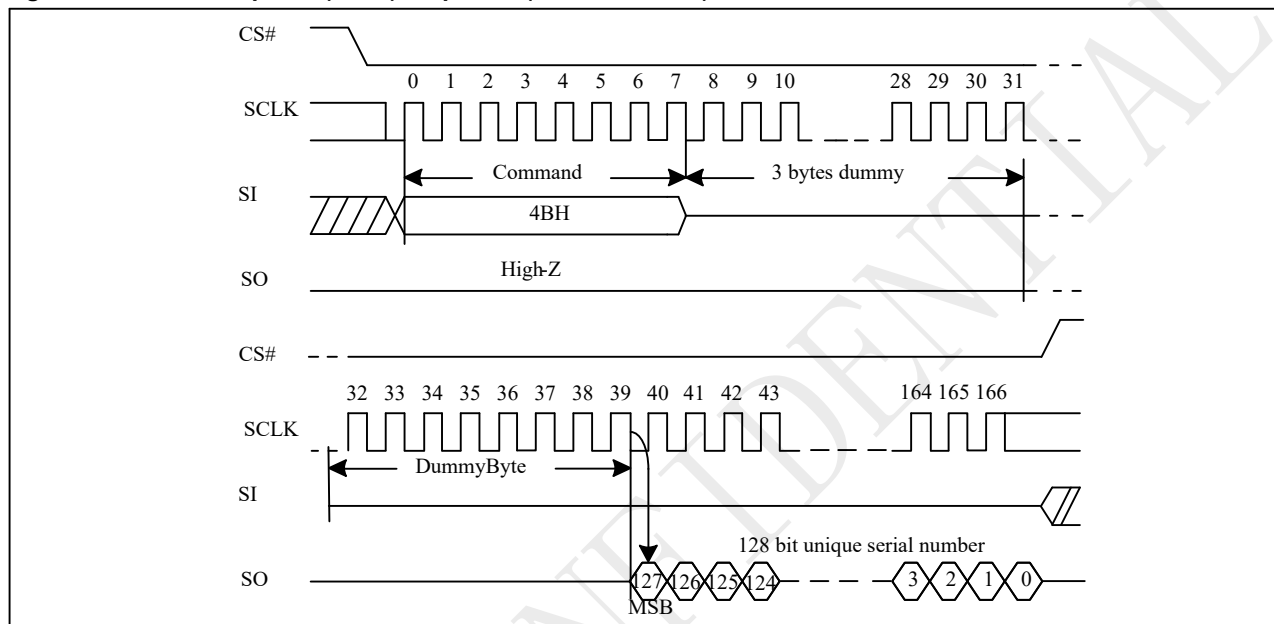 CS#
0 1 2 3 4 5 6 7 8 9 10 28 29 30 31
SCLK
Command 3 bytes dummy
SI
4BH
High-Z
SO
CS#
32 33 34 35 36 37 38 39 40 41 42 43 164 165 166
SCLK
DummyByte
SI
128 bit unique serial number
SO 127 126 125 124 3 2 1 0
MSB